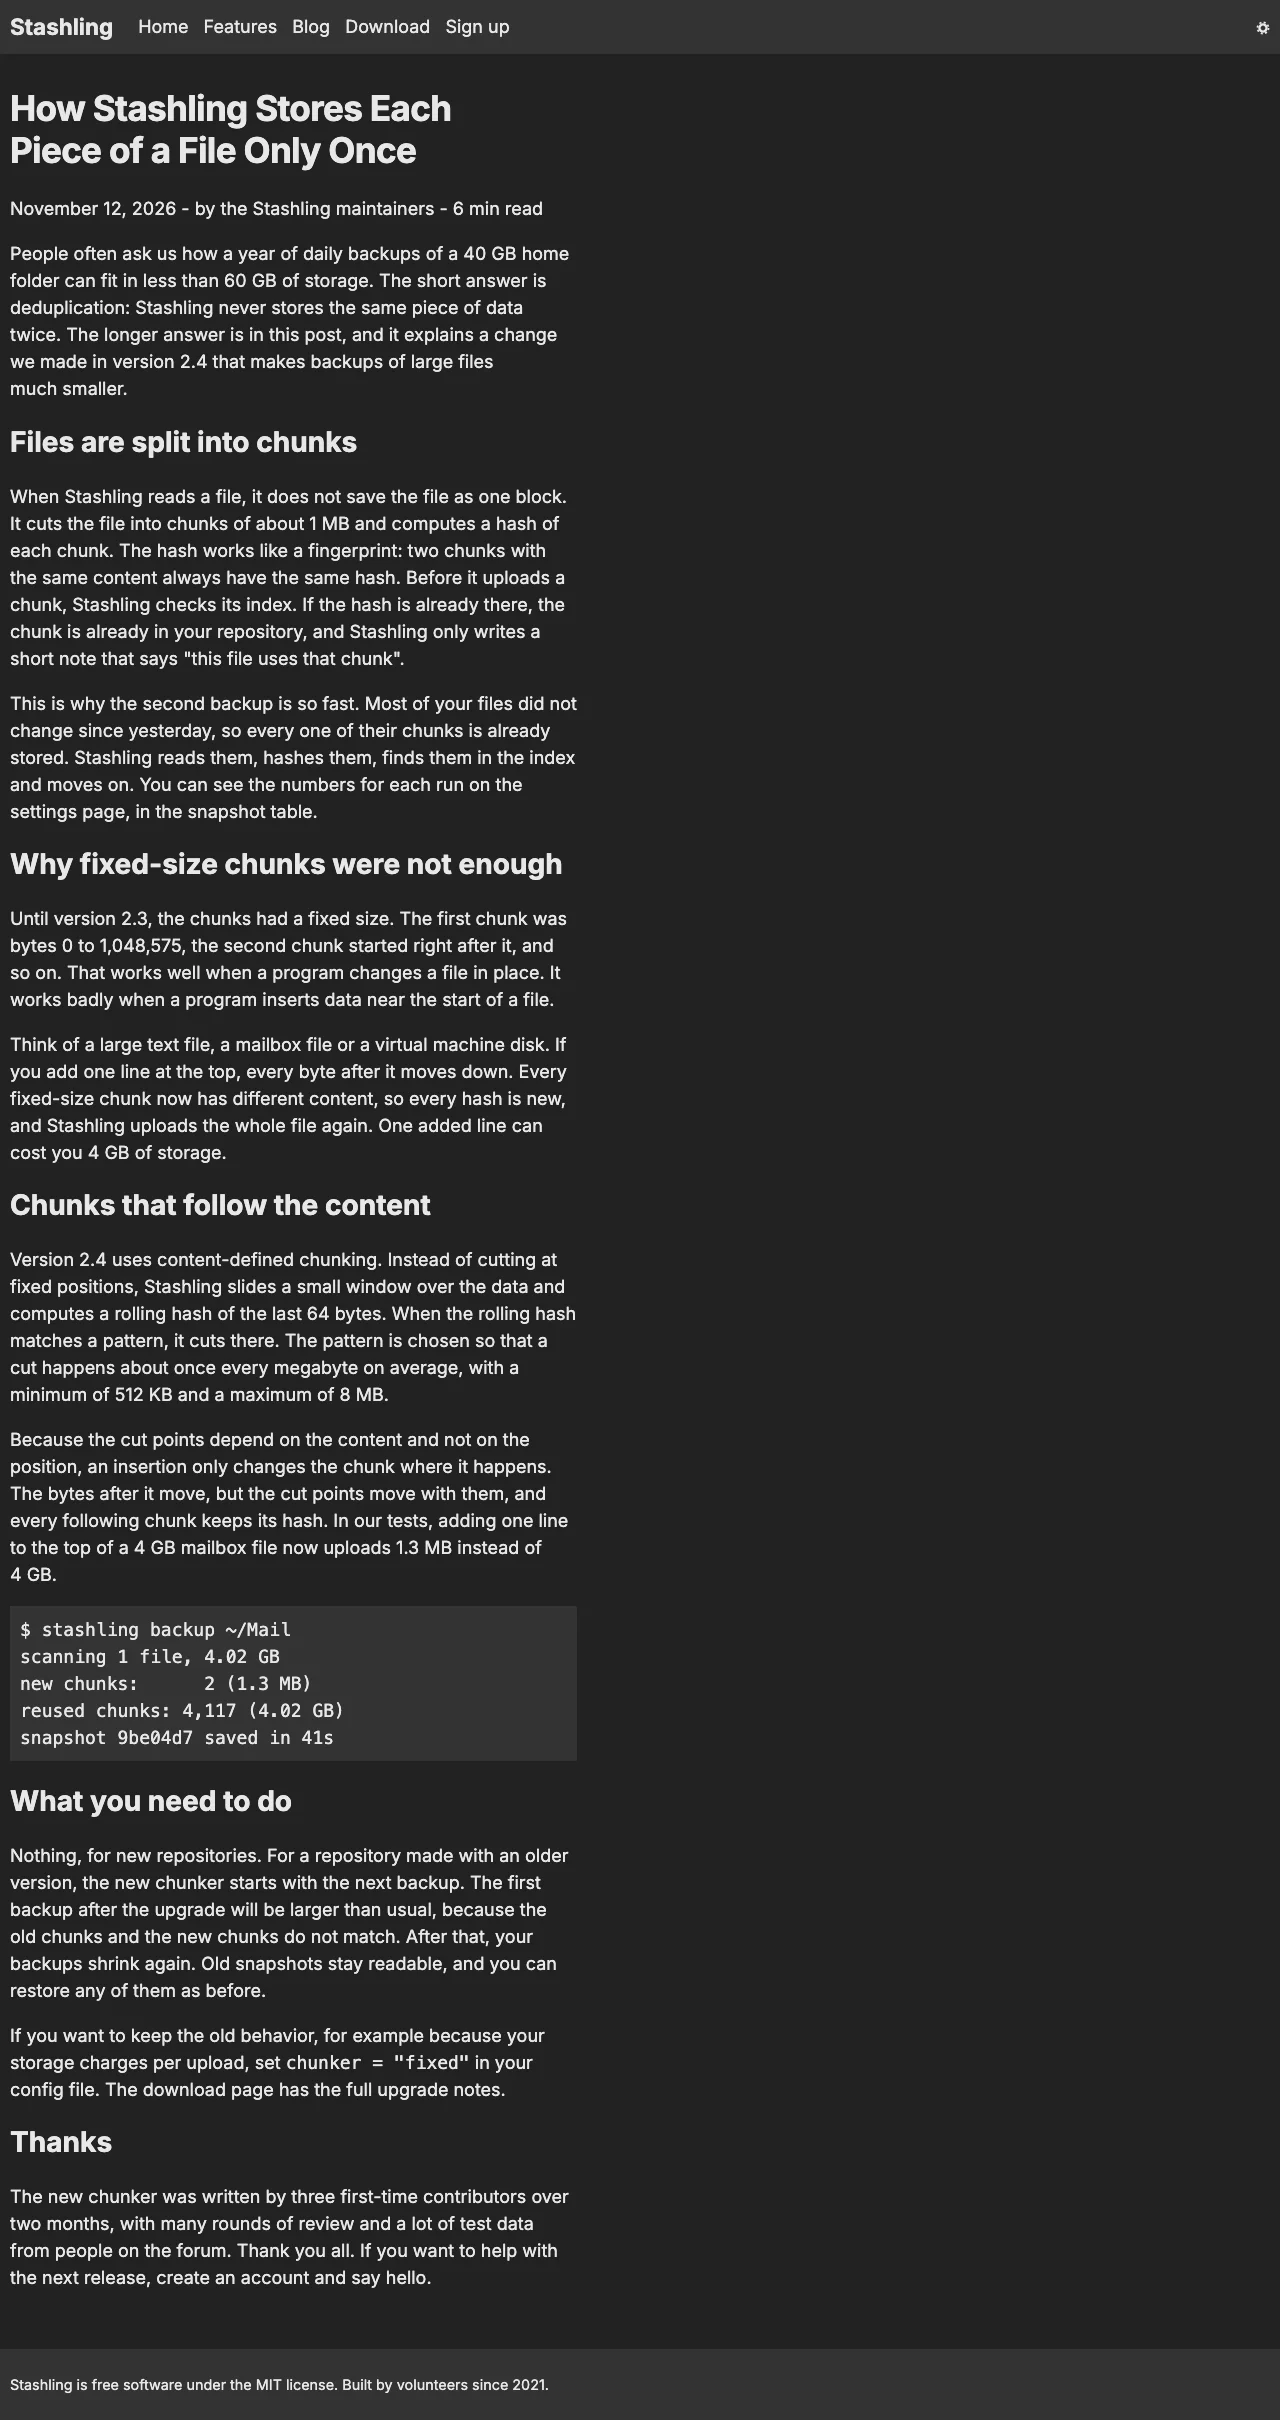 Stashling Home Features Blog Download Sign up
How Stashling Stores Each
Piece of a File Only Once
November 12, 2026 - by the Stashling maintainers - 6 min read
People often ask us how a year of daily backups of a 40 GB home
folder can fit in less than 60 GB of storage. The short answer is
deduplication: Stashling never stores the same piece of data
twice. The longer answer is in this post, and it explains a change
we made in version 2.4 that makes backups of large files
much smaller.
Files are split into chunks
When Stashling reads a file, it does not save the file as one block.
It cuts the file into chunks of about 1 MB and computes a hash of
each chunk. The hash works like a fingerprint: two chunks with
the same content always have the same hash. Before it uploads a
chunk, Stashling checks its index. If the hash is already there, the
chunk is already in your repository, and Stashling only writes a
short note that says "this file uses that chunk".
This is why the second backup is so fast. Most of your files did not
change since yesterday, so every one of their chunks is already
stored. Stashling reads them, hashes them, finds them in the index
and moves on. You can see the numbers for each run on the
settings page, in the snapshot table.
Why fixed-size chunks were not enough
Until version 2.3, the chunks had a fixed size. The first chunk was
bytes 0 to 1,048,575, the second chunk started right after it, and
so on. That works well when a program changes a file in place. It
works badly when a program inserts data near the start of a file.
Think of a large text file, a mailbox file or a virtual machine disk. If
you add one line at the top, every byte after it moves down. Every
fixed-size chunk now has different content, so every hash is new,
and Stashling uploads the whole file again. One added line can
cost you 4 GB of storage.
Chunks that follow the content
Version 2.4 uses content-defined chunking. Instead of cutting at
fixed positions, Stashling slides a small window over the data and
computes a rolling hash of the last 64 bytes. When the rolling hash
matches a pattern, it cuts there. The pattern is chosen so that a
cut happens about once every megabyte on average, with a
minimum of 512 KB and a maximum of 8 MB.
Because the cut points depend on the content and not on the
position, an insertion only changes the chunk where it happens.
The bytes after it move, but the cut points move with them, and
every following chunk keeps its hash. In our tests, adding one line
to the top of a 4 GB mailbox file now uploads 1.3 MB instead of
4 GB.
$ stashling backup ~/Mail
scanning 1 file, 4.02 GB
new chunks:      2 (1.3 MB)
reused chunks: 4,117 (4.02 GB)
snapshot 9be04d7 saved in 41s
What you need to do
Nothing, for new repositories. For a repository made with an older
version, the new chunker starts with the next backup. The first
backup after the upgrade will be larger than usual, because the
old chunks and the new chunks do not match. After that, your
backups shrink again. Old snapshots stay readable, and you can
restore any of them as before.
If you want to keep the old behavior, for example because your
storage charges per upload, set chunker = "fixed" in your
config file. The download page has the full upgrade notes.
Thanks
The new chunker was written by three first-time contributors over
two months, with many rounds of review and a lot of test data
from people on the forum. Thank you all. If you want to help with
the next release, create an account and say hello.
Stashling is free software under the MIT license. Built by volunteers since 2021.